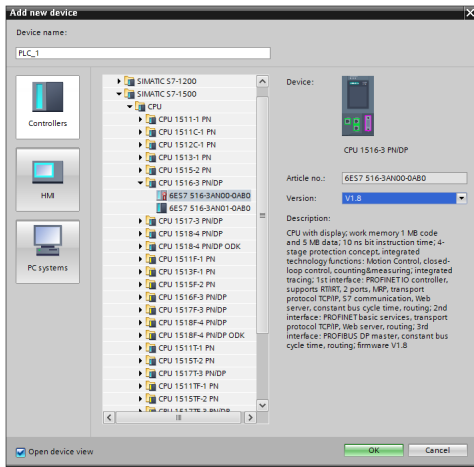 Add new device
Device name:
PLC_1
Controllers
HMI
PC systems
SIMATIC S7-1200
SIMATIC S7-1500
CPU
CPU 1511-1 PN
CPU 1511C-1 PN
CPU 1512C-1 PN
CPU 1513-1 PN
CPU 1515-2 PN
CPU 1516-3 PN/DP
6ES7 516-3AN00-0AB0
6ES7 516-3AN01-0AB0
CPU 1517-3 PN/DP
CPU 1518-4 PN/DP
CPU 1518-4 PN/DP ODK
CPU 1511F-1 PN
CPU 1513F-1 PN
CPU 1515F-2 PN
CPU 1516F-3 PN/DP
CPU 1517F-3 PN/DP
CPU 1518F-4 PN/DP
CPU 1518F-4 PN/DP ODK
CPU 1511T-1 PN
CPU 1515T-2 PN
CPU 1517T-3 PN/DP
CPU 1511TF-1 PN
CPU 1515TF-2 PN
CPU 1517TF-3 PN/DP
Device:
CPU 1516-3 PN/DP
Article no.: 6ES7 516-3AN00-0AB0
Version: V1.8
Description:
CPU with display; work memory 1 MB code
and 5 MB data; 10 ns bit instruction time; 4-
stage protection concept, integrated
technology functions: Motion Control, closed-
loop control, counting&measuring; integrated
tracing; 1st interface: PROFINET IO controller,
supports RT/IRT, 2 ports, MRP, transport
protocol TCP/IP, S7 communication, Web
server, constant bus cycle time, routing; 2nd
interface: PROFINET basic services, transport
protocol TCP/IP, Web server, routing; 3rd
interface: PROFIBUS DP master, constant bus
cycle time, routing; firmware V1.8
Open device view
OK
Cancel